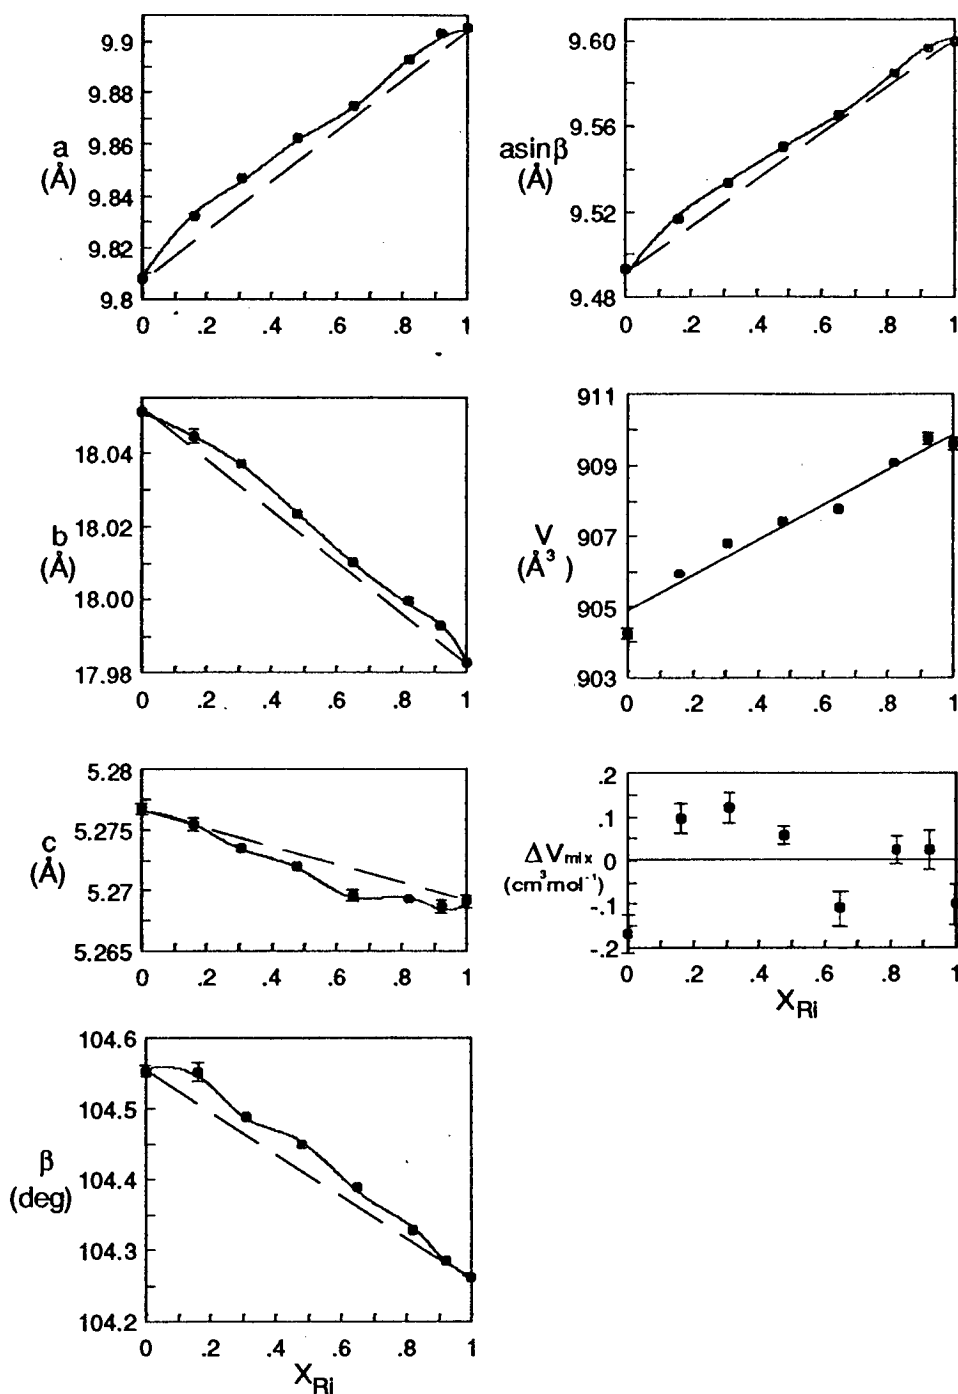 9.9
9.88
9.86
9.84
9.82
9.8
a
(Å)
0 .2 .4 .6 .8 1
9.60
9.56
9.52
9.48
asinβ
(Å)
0 .2 .4 .6 .8 1
18.04
18.02
18.00
17.98
b
(Å)
0 .2 .4 .6 .8 1
911
909
907
905
903
V
(Å³)
0 .2 .4 .6 .8 1
5.28
5.275
5.27
5.265
c
(Å)
0 .2 .4 .6 .8 1
.2
.1
0
-.1
-.2
ΔVmix
(cm³mol⁻¹)
0 .2 .4 .6 .8 1
XRi
104.6
104.5
104.4
104.3
104.2
β
(deg)
0 .2 .4 .6 .8 1
XRi